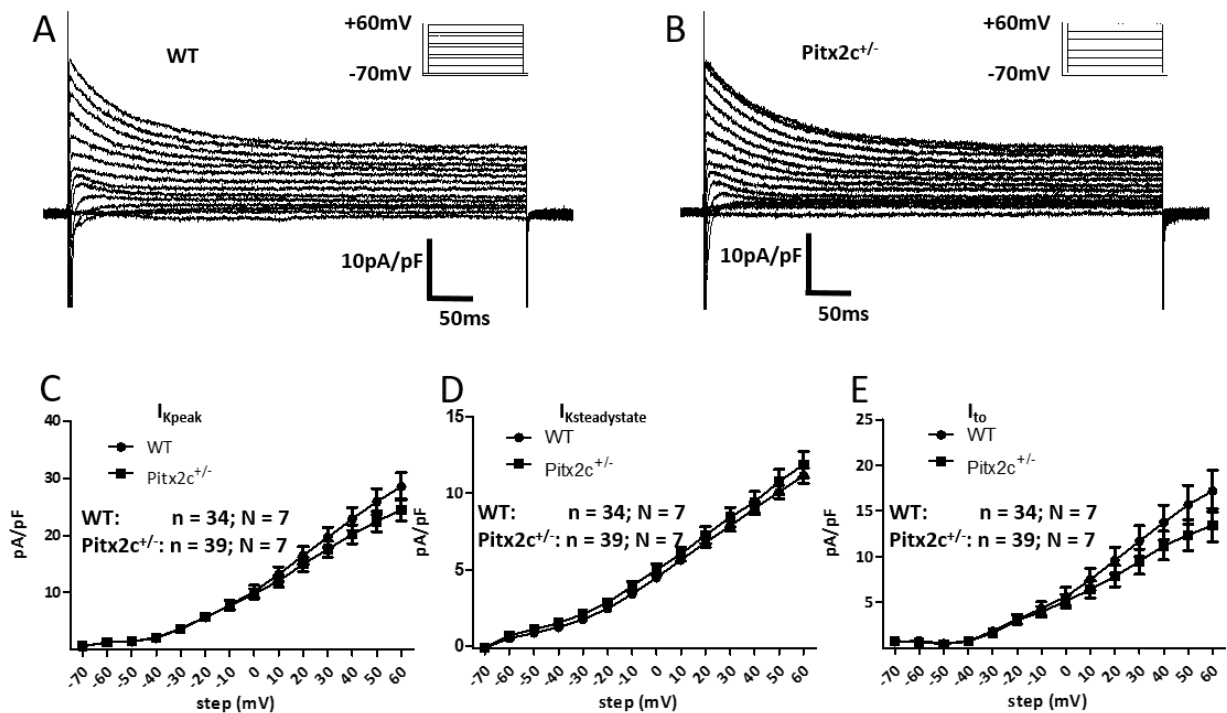 A
WT
+60mV
-70mV
10pA/pF
50ms
B
Pitx2c+/-
+60mV
-70mV
10pA/pF
50ms
C
IKpeak
WT
Pitx2c+/-
WT: n = 34; N = 7
Pitx2c+/-: n = 39; N = 7
pA/pF
40
30
20
10
-70 -60 -50 -40 -30 -20 -10 0 10 20 30 40 50 60
step (mV)
D
IKsteadystate
WT
Pitx2c+/-
WT: n = 34; N = 7
Pitx2c+/-: n = 39; N = 7
pA/pF
15
10
5
0
-70 -60 -50 -40 -30 -20 -10 0 10 20 30 40 50 60
step (mV)
E
Ito
WT
Pitx2c+/-
WT: n = 34; N = 7
Pitx2c+/-: n = 39; N = 7
pA/pF
25
20
15
10
5
-70 -60 -50 -40 -30 -20 -10 0 10 20 30 40 50 60
step (mV)